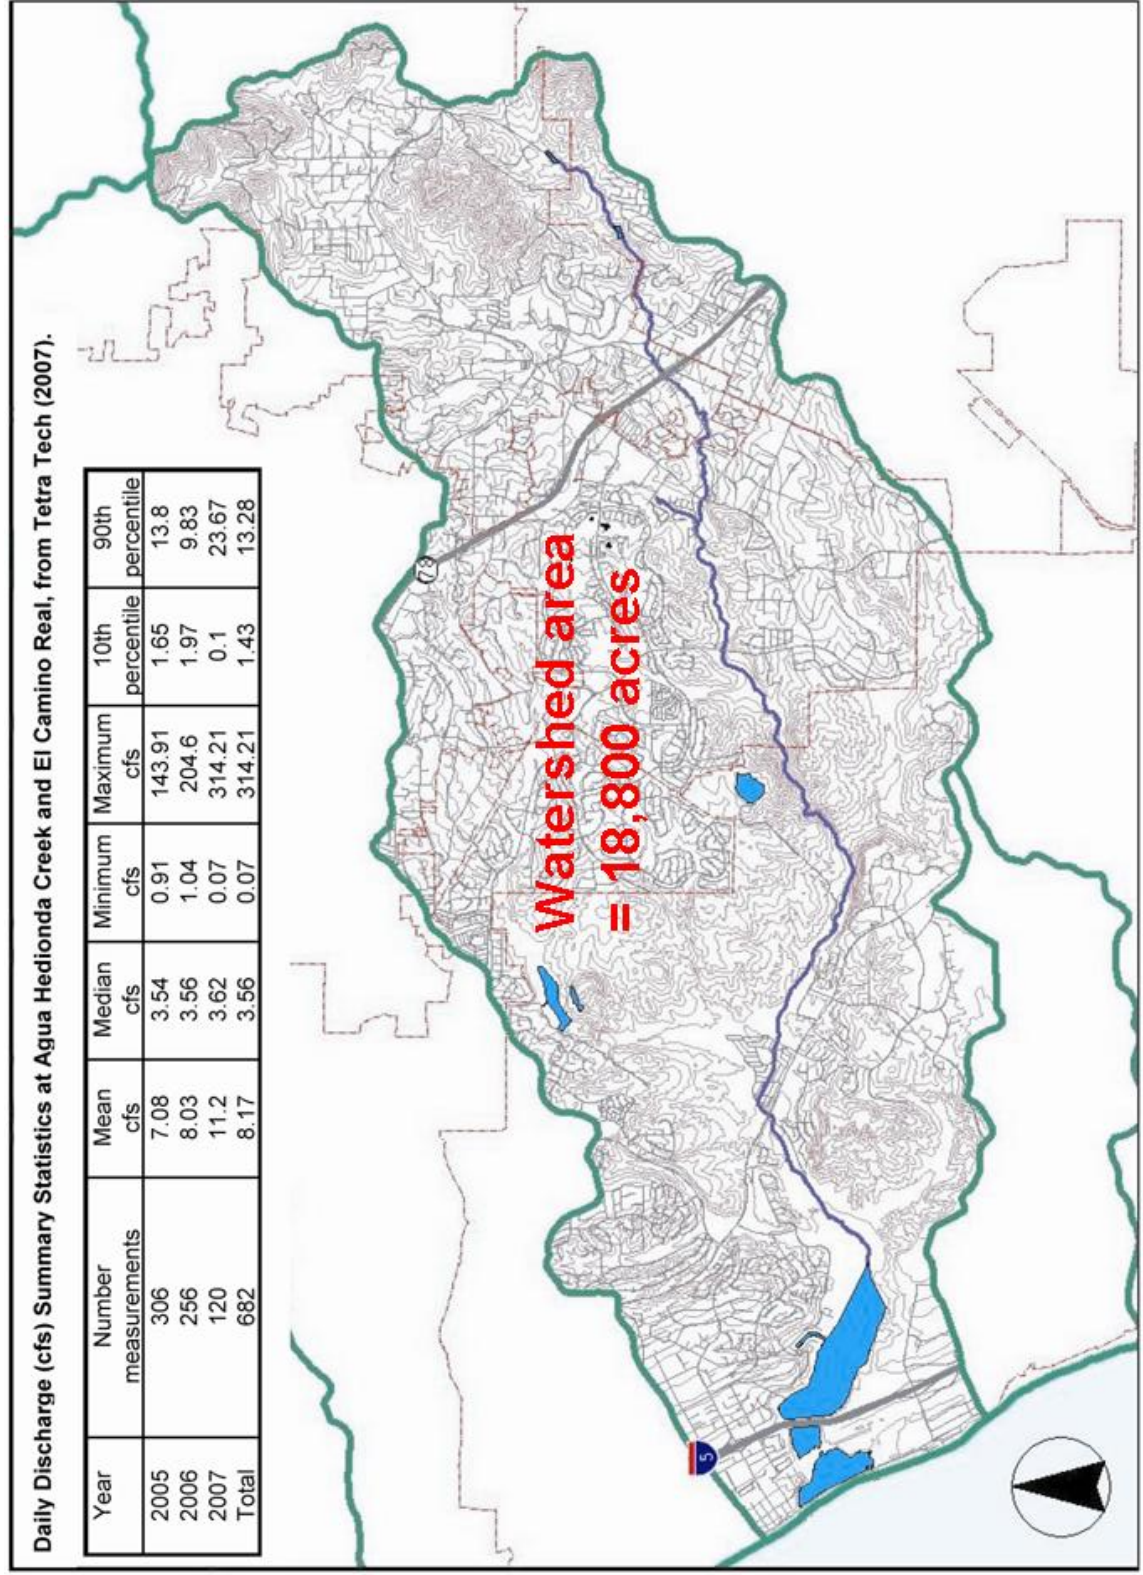 Daily Discharge (cfs) Summary Statistics at Agua Hedionda Creek and El Camino Real, from Tetra Tech (2007).
Year Number measurements Mean cfs Median cfs Minimum cfs Maximum cfs 10th percentile 90th percentile
2005 306 7.08 3.54 0.91 143.91 1.65 13.8
2006 256 8.03 3.56 1.04 204.6 1.97 9.83
2007 120 11.2 3.62 0.07 314.21 0.1 23.67
Total 682 8.17 3.56 0.07 314.21 1.43 13.28
Watershed area
= 18,800 acres
5